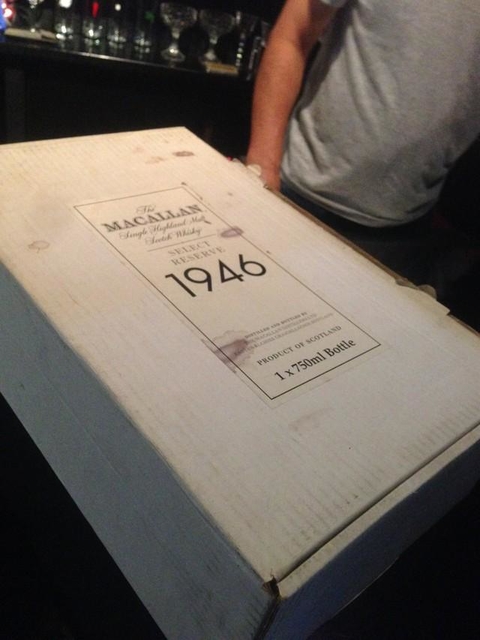 The
MACALLAN
Single Highland Malt
Scotch Whisky
SELECT
RESERVE
1946
PRODUCT OF SCOTLAND
1 x 750ml Bottle